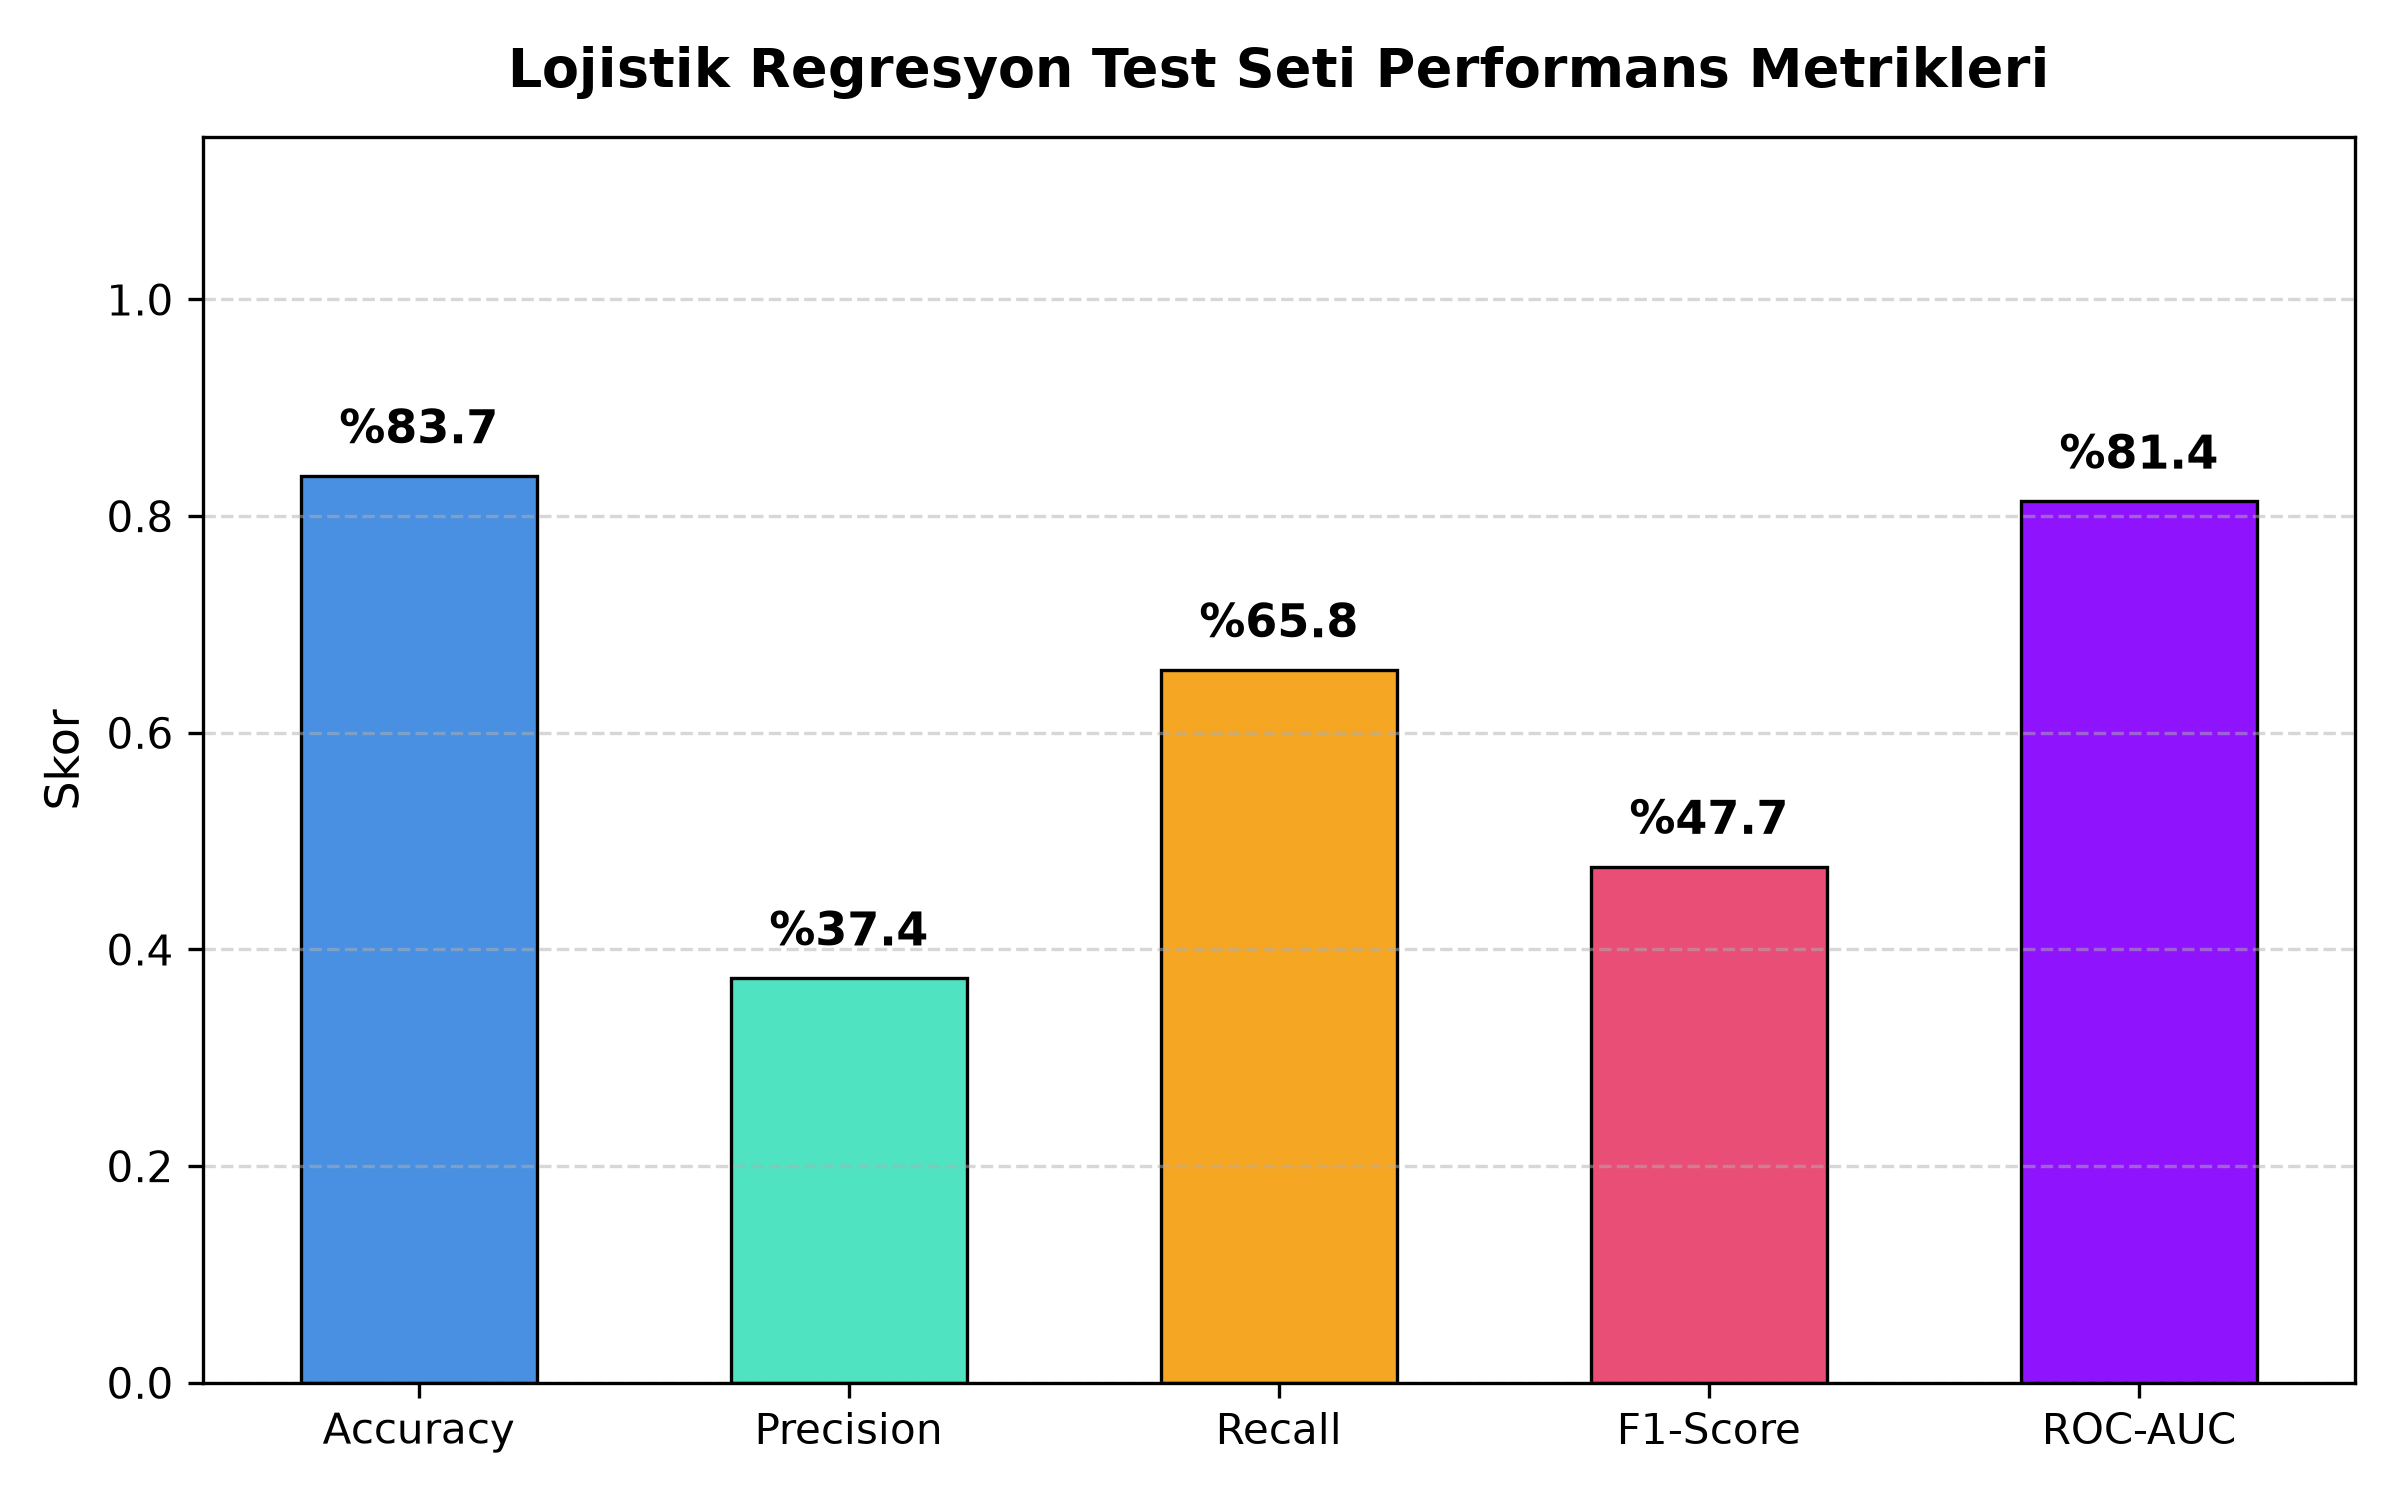 Lojistik Regresyon Test Seti Performans Metrikleri
Skor
1.0
0.8
0.6
0.4
0.2
0.0
%83.7
%37.4
%65.8
%47.7
%81.4
Accuracy
Precision
Recall
F1-Score
ROC-AUC